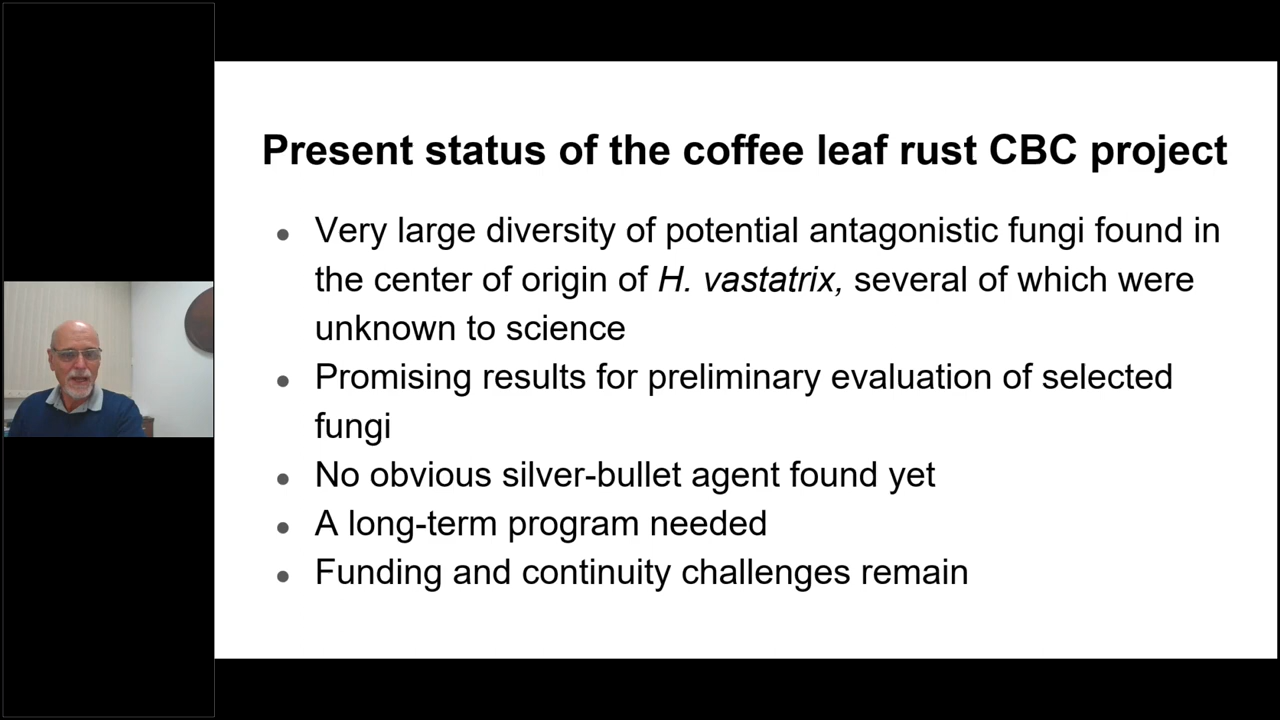 Present status of the coffee leaf rust CBC project
● Very large diversity of potential antagonistic fungi found in
the center of origin of H. vastatrix, several of which were
unknown to science
● Promising results for preliminary evaluation of selected
fungi
● No obvious silver-bullet agent found yet
● A long-term program needed
● Funding and continuity challenges remain